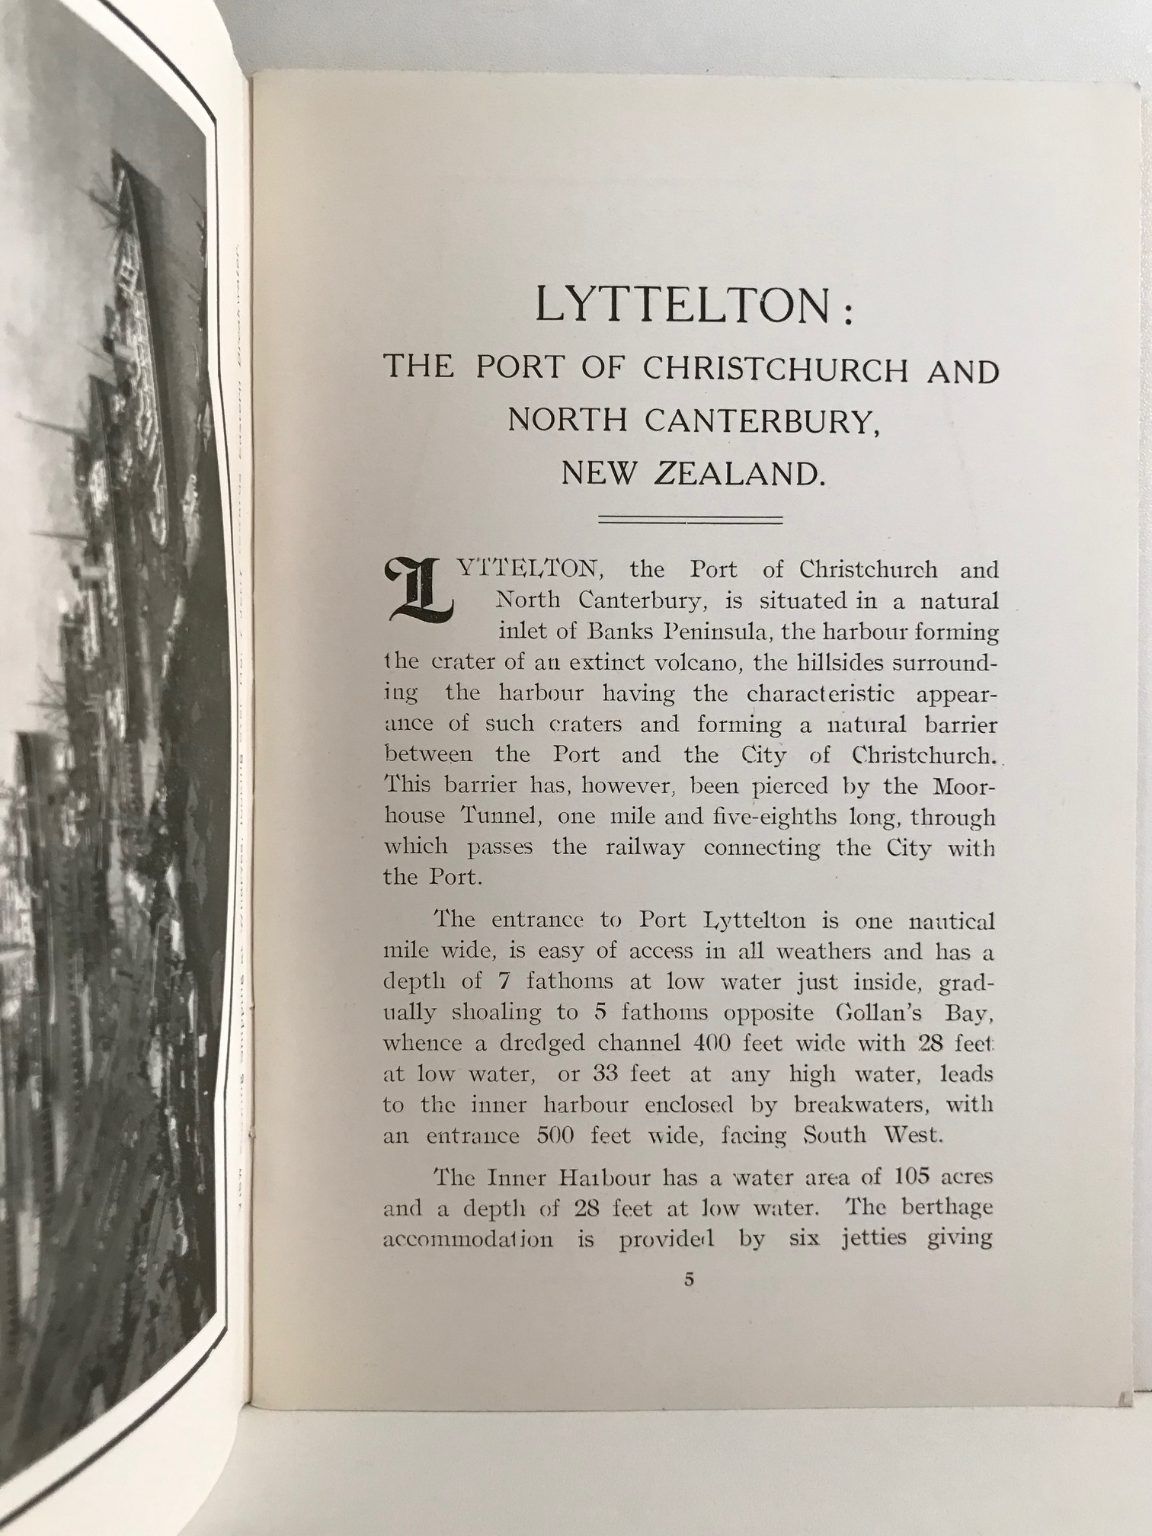 LYTTELTON:
THE PORT OF CHRISTCHURCH AND
NORTH CANTERBURY,
NEW ZEALAND.
LYTTELTON, the Port of Christchurch and
North Canterbury, is situated in a natural
inlet of Banks Peninsula, the harbour forming
the crater of an extinct volcano, the hillsides surround-
ing the harbour having the characteristic appear-
ance of such craters and forming a natural barrier
between the Port and the City of Christchurch.
This barrier has, however, been pierced by the Moor-
house Tunnel, one mile and five-eighths long, through
which passes the railway connecting the City with
the Port.
The entrance to Port Lyttelton is one nautical
mile wide, is easy of access in all weathers and has a
depth of 7 fathoms at low water just inside, grad-
ually shoaling to 5 fathoms opposite Gollan's Bay,
whence a dredged channel 400 feet wide with 28 feet
at low water, or 33 feet at any high water, leads
to the inner harbour enclosed by breakwaters, with
an entrance 500 feet wide, facing South West.
The Inner Harbour has a water area of 105 acres
and a depth of 28 feet at low water. The berthage
accommodation is provided by six jetties giving
5